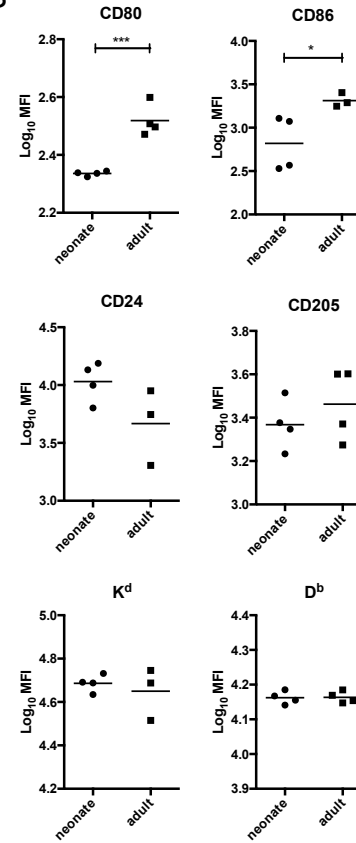 CD80
Log10 MFI
2.8
2.6
2.4
2.2
***
neonate
adult
CD86
Log10 MFI
4.0
3.5
3.0
2.5
2.0
*
neonate
adult
CD24
Log10 MFI
4.5
4.0
3.5
3.0
neonate
adult
CD205
Log10 MFI
3.8
3.6
3.4
3.2
3.0
neonate
adult
Kd
Log10 MFI
5.0
4.8
4.6
4.4
4.2
neonate
adult
Db
Log10 MFI
4.4
4.3
4.2
4.1
4.0
3.9
neonate
adult